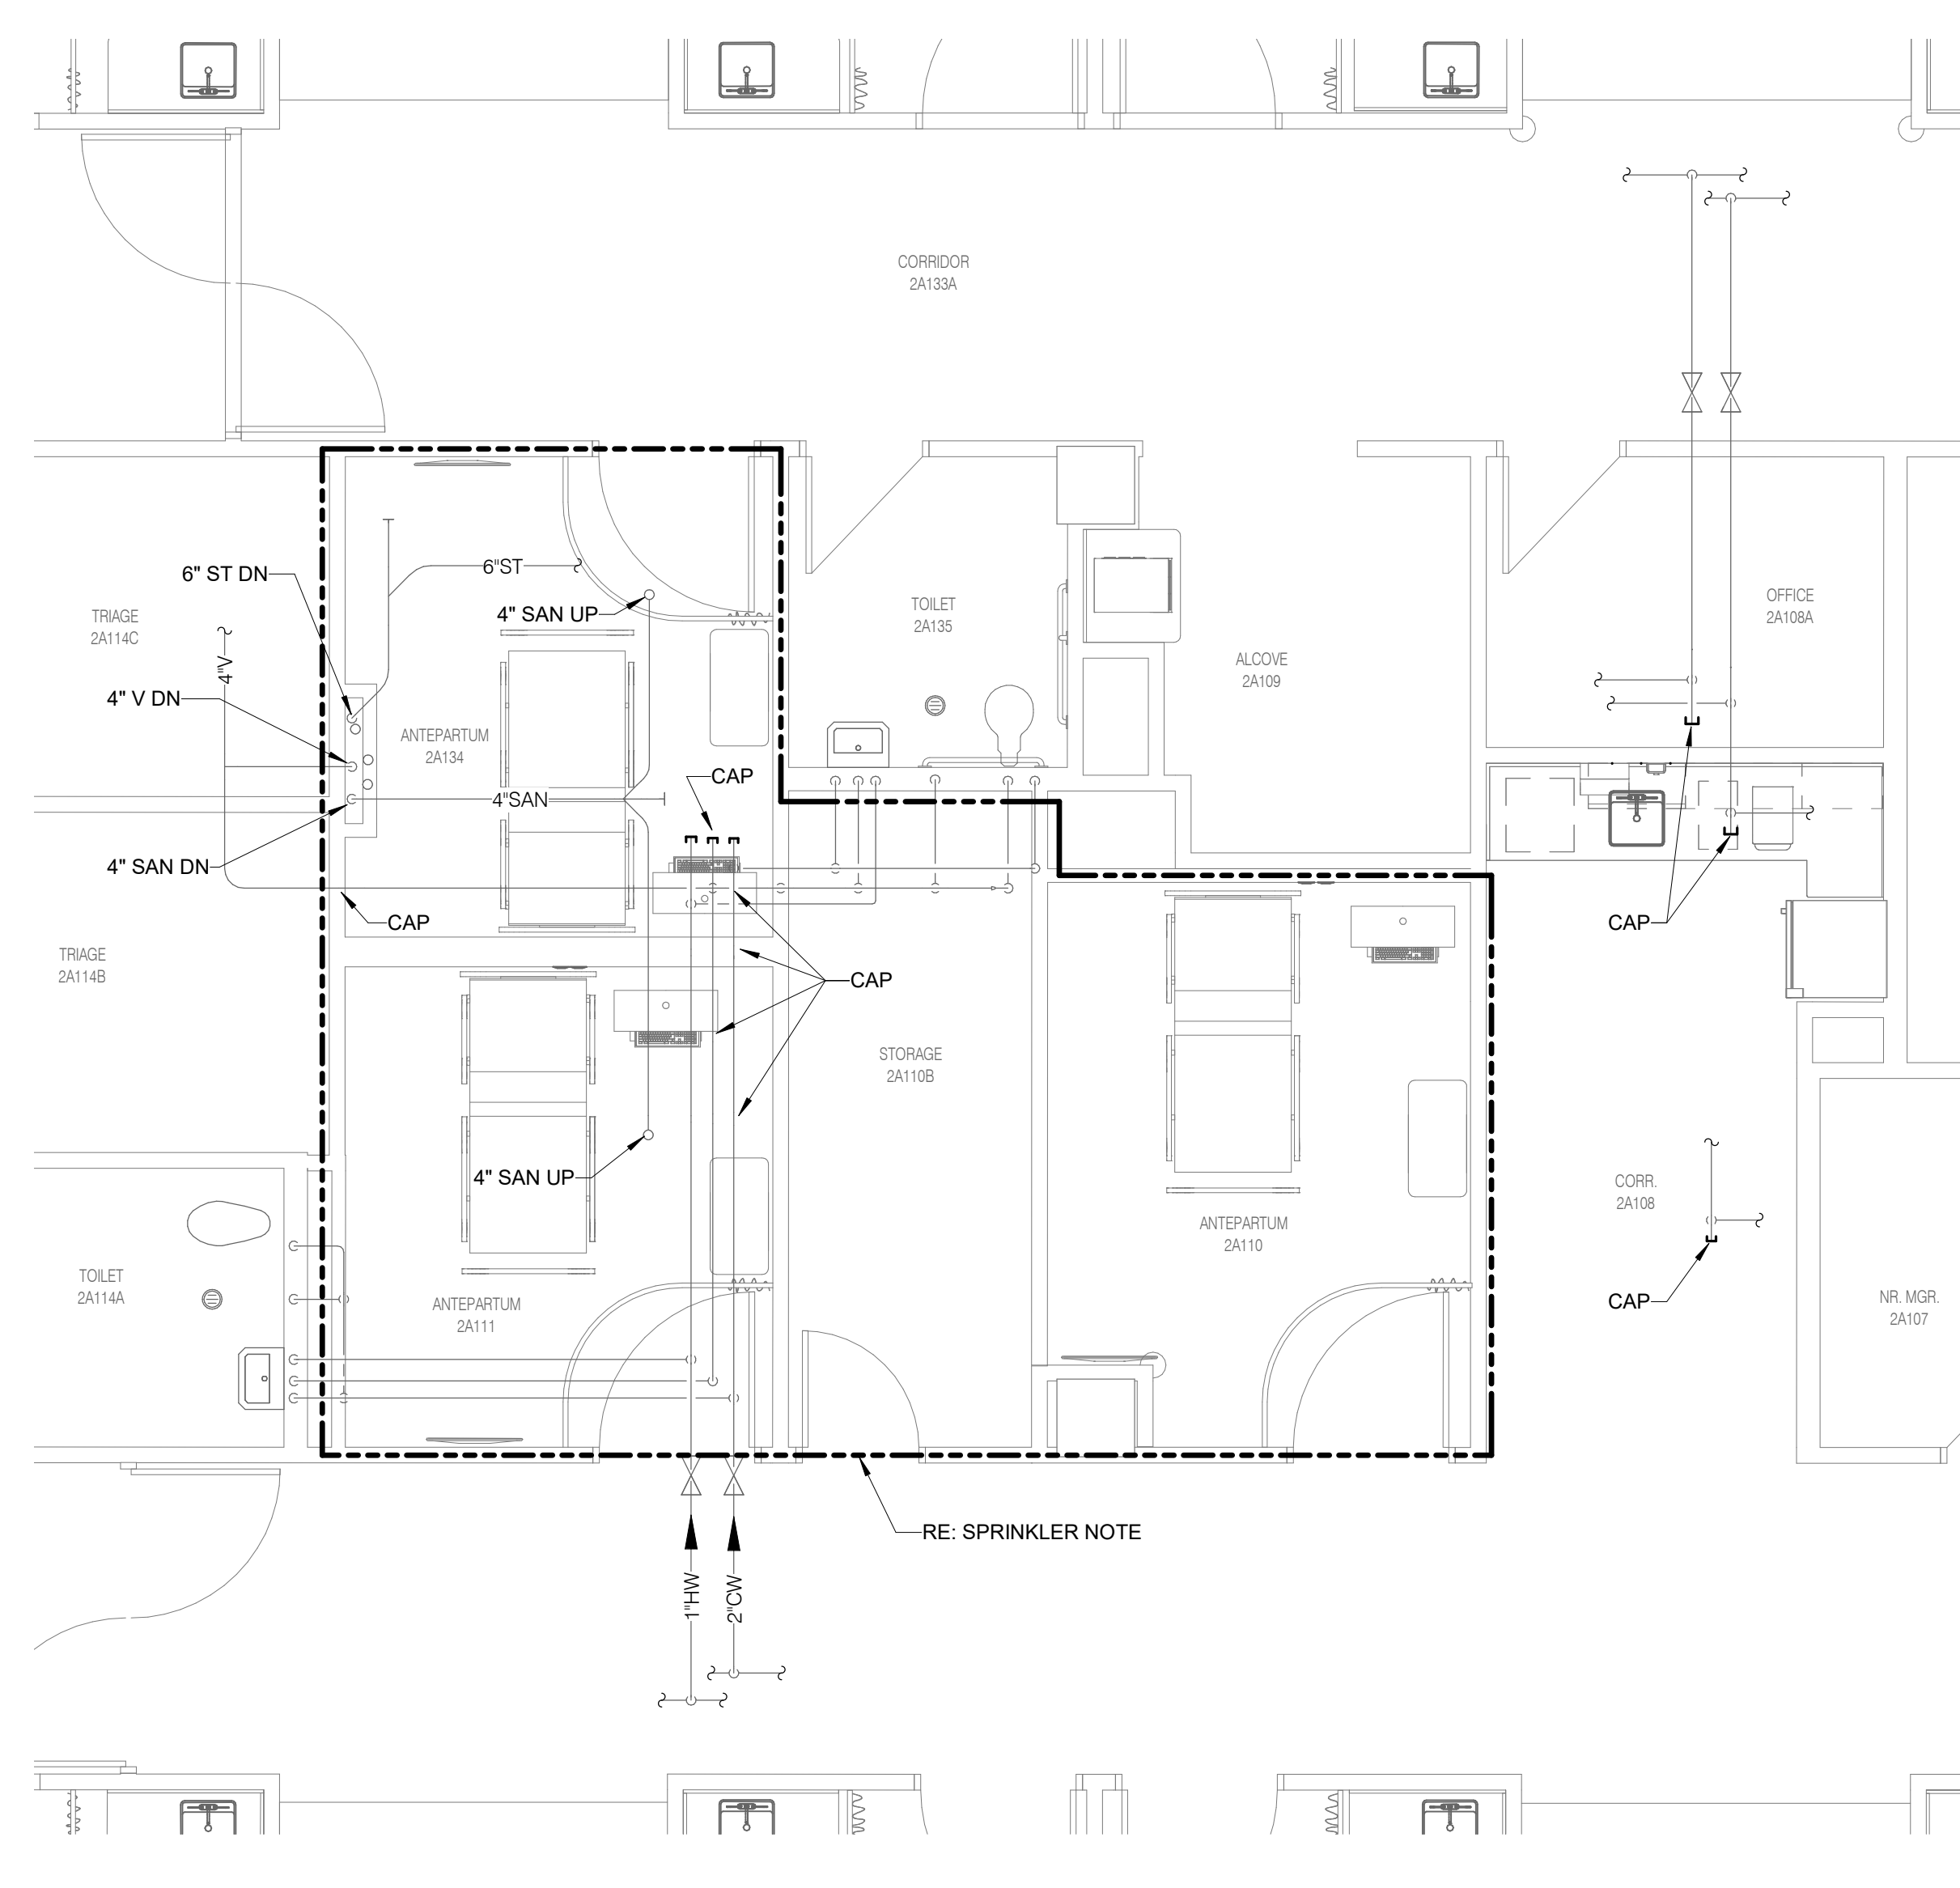 CORRIDOR
2A133A
6" ST DN
6"ST
TRIAGE
2A114C
4"V
4" SAN UP
TOILET
2A135
OFFICE
2A108A
ALCOVE
2A109
4" V DN
ANTEPARTUM
2A134
CAP
4"SAN
4" SAN DN
CAP
CAP
TRIAGE
2A114B
CAP
STORAGE
2A110B
4" SAN UP
CORR.
2A108
ANTEPARTUM
2A110
TOILET
2A114A
ANTEPARTUM
2A111
CAP
NR. MGR.
2A107
RE: SPRINKLER NOTE
1"HW
2"CW